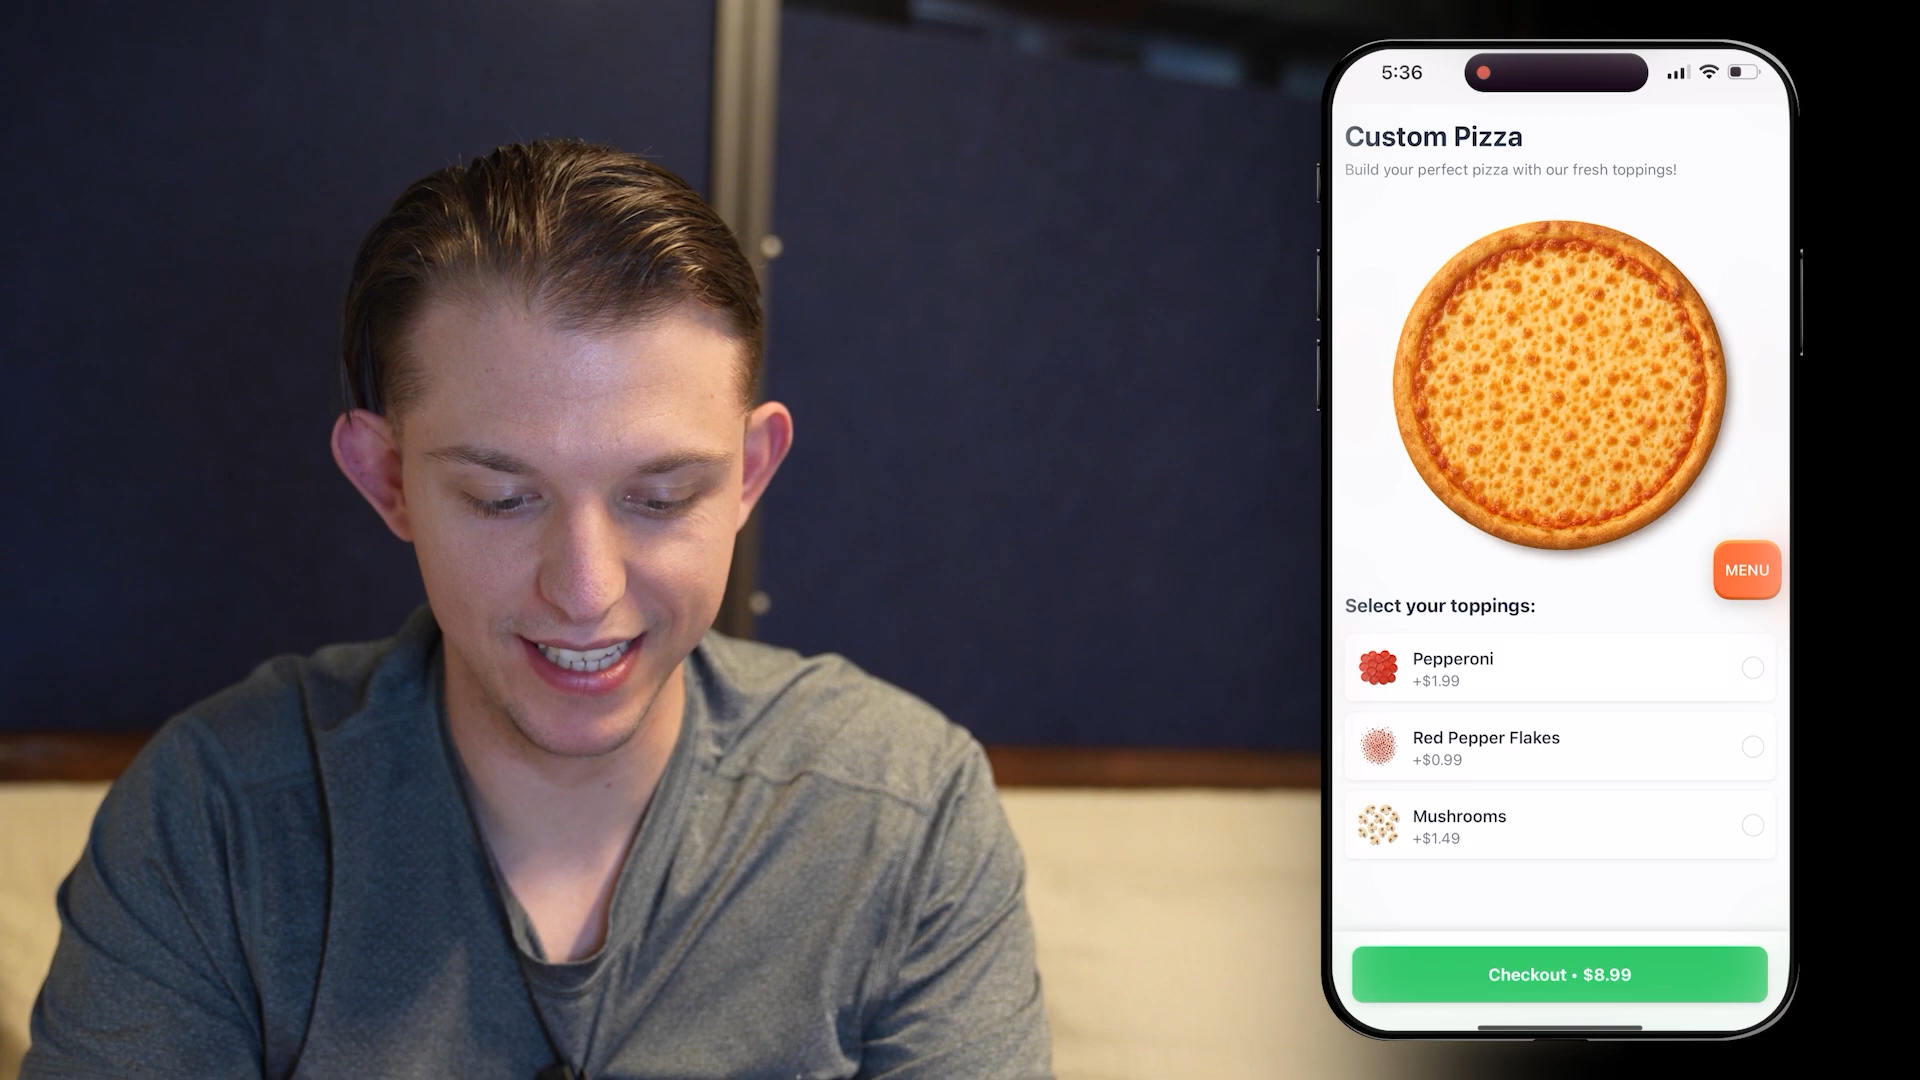 5:36
Custom Pizza
Build your perfect pizza with our fresh toppings!
MENU
Select your toppings:
Pepperoni
+$1.99
Red Pepper Flakes
+$0.99
Mushrooms
+$1.49
Checkout • $8.99